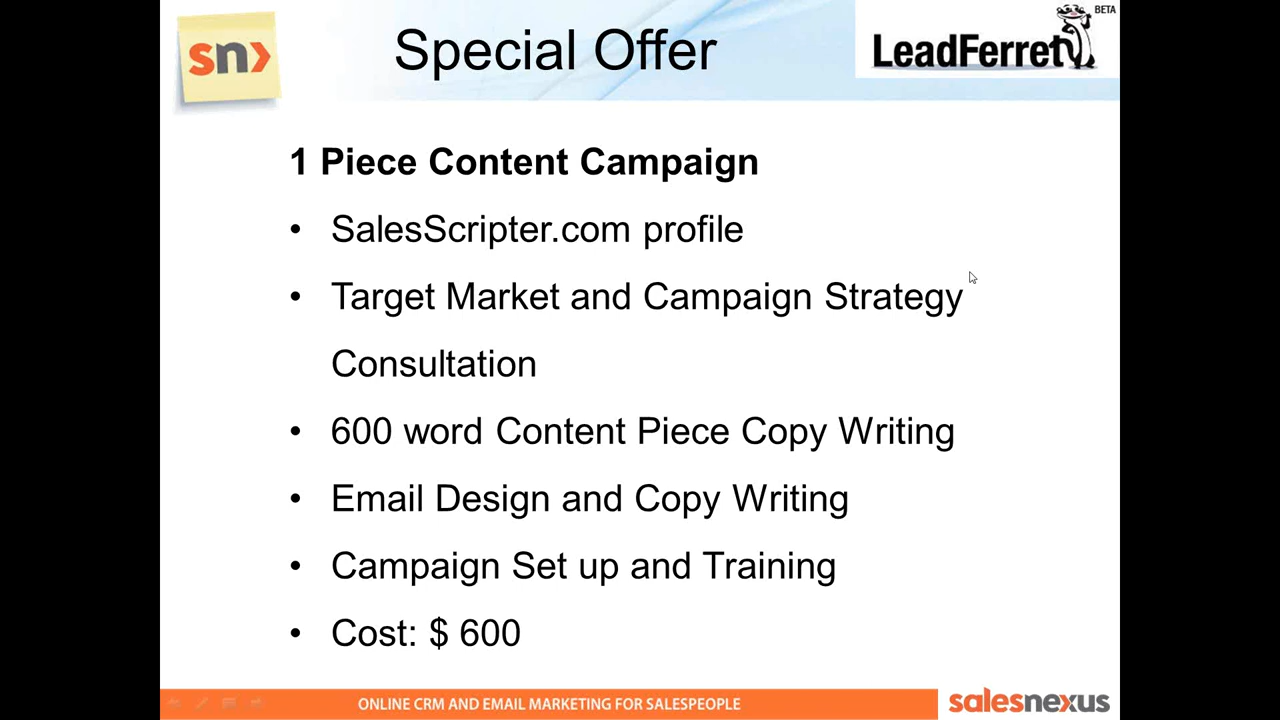 sn>
Special Offer
LeadFerret
BETA
1 Piece Content Campaign
• SalesScripter.com profile
• Target Market and Campaign Strategy
Consultation
• 600 word Content Piece Copy Writing
• Email Design and Copy Writing
• Campaign Set up and Training
• Cost: $ 600
ONLINE CRM AND EMAIL MARKETING FOR SALESPEOPLE
salesnexus